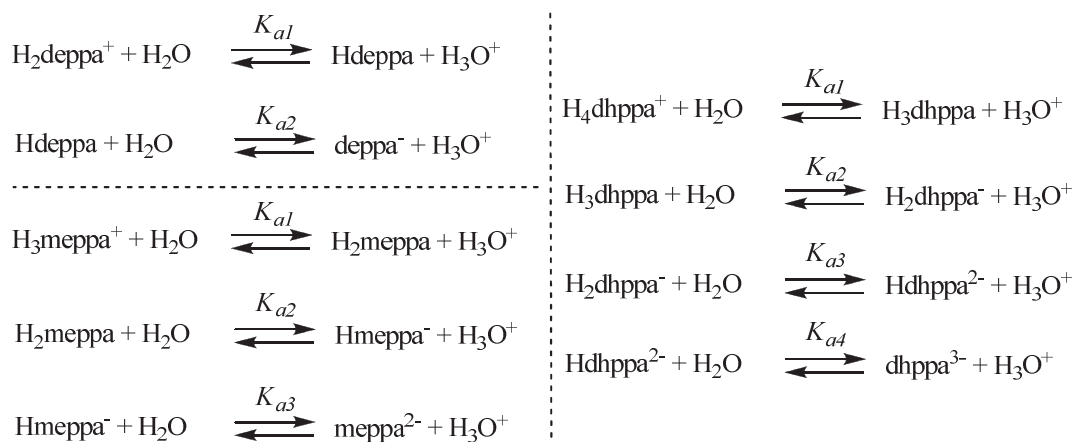 H₂deppa⁺ + H₂O Kₐ₁ Hdeppa + H₃O⁺
Hdeppa + H₂O Kₐ₂ deppa⁻ + H₃O⁺
H₃meppa⁺ + H₂O Kₐ₁ H₂meppa + H₃O⁺
H₂meppa + H₂O Kₐ₂ Hmeppa⁻ + H₃O⁺
Hmeppa⁻ + H₂O Kₐ₃ meppa²⁻ + H₃O⁺
H₄dhppa⁺ + H₂O Kₐ₁ H₃dhppa + H₃O⁺
H₃dhppa + H₂O Kₐ₂ H₂dhppa⁻ + H₃O⁺
H₂dhppa⁻ + H₂O Kₐ₃ Hdhppa²⁻ + H₃O⁺
Hdhppa²⁻ + H₂O Kₐ₄ dhppa³⁻ + H₃O⁺